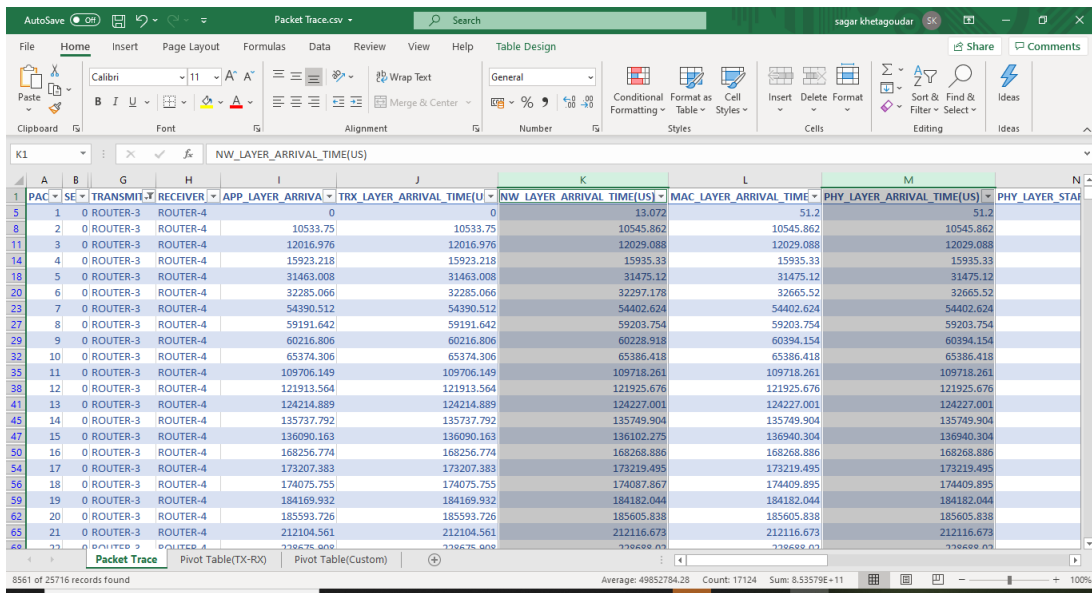 AutoSave Off Packet Trace.csv Search sagar khetagoudar SK
File Home Insert Page Layout Formulas Data Review View Help Table Design Share Comments
Paste Calibri 11 A A Wrap Text General Conditional Format as Cell Insert Delete Format Sort & Find & Ideas
B I U A Merge & Center % Formatting Table Styles Filter Select
Clipboard Font Alignment Number Styles Cells Editing Ideas
K1 fx NW_LAYER_ARRIVAL_TIME(US)
A B G H I J K L M N
1 PAC SE TRANSMIT RECEIVER APP_LAYER_ARRIVA TRX_LAYER_ARRIVAL_TIME(U NW_LAYER_ARRIVAL_TIME(US) MAC_LAYER_ARRIVAL_TIME PHY_LAYER_ARRIVAL_TIME(US) PHY_LAYER_STAR
5 1 0 ROUTER-3 ROUTER-4 0 0 13.072 51.2 51.2
8 2 0 ROUTER-3 ROUTER-4 10533.75 10533.75 10545.862 10545.862 10545.862
11 3 0 ROUTER-3 ROUTER-4 12016.976 12016.976 12029.088 12029.088 12029.088
14 4 0 ROUTER-3 ROUTER-4 15923.218 15923.218 15935.33 15935.33 15935.33
18 5 0 ROUTER-3 ROUTER-4 31463.008 31463.008 31475.12 31475.12 31475.12
20 6 0 ROUTER-3 ROUTER-4 32285.066 32285.066 32297.178 32665.52 32665.52
23 7 0 ROUTER-3 ROUTER-4 54390.512 54390.512 54402.624 54402.624 54402.624
27 8 0 ROUTER-3 ROUTER-4 59191.642 59191.642 59203.754 59203.754 59203.754
29 9 0 ROUTER-3 ROUTER-4 60216.806 60216.806 60228.918 60394.154 60394.154
32 10 0 ROUTER-3 ROUTER-4 65374.306 65374.306 65386.418 65386.418 65386.418
35 11 0 ROUTER-3 ROUTER-4 109706.149 109706.149 109718.261 109718.261 109718.261
38 12 0 ROUTER-3 ROUTER-4 121913.564 121913.564 121925.676 121925.676 121925.676
41 13 0 ROUTER-3 ROUTER-4 124214.889 124214.889 124227.001 124227.001 124227.001
45 14 0 ROUTER-3 ROUTER-4 135737.792 135737.792 135749.904 135749.904 135749.904
47 15 0 ROUTER-3 ROUTER-4 136090.163 136090.163 136102.275 136940.304 136940.304
50 16 0 ROUTER-3 ROUTER-4 168256.774 168256.774 168268.886 168268.886 168268.886
54 17 0 ROUTER-3 ROUTER-4 173207.383 173207.383 173219.495 173219.495 173219.495
56 18 0 ROUTER-3 ROUTER-4 174075.755 174075.755 174087.867 174409.895 174409.895
59 19 0 ROUTER-3 ROUTER-4 184169.932 184169.932 184182.044 184182.044 184182.044
62 20 0 ROUTER-3 ROUTER-4 185593.726 185593.726 185605.838 185605.838 185605.838
65 21 0 ROUTER-3 ROUTER-4 212104.561 212104.561 212116.673 212116.673 212116.673
68 22 0 ROUTER-3 ROUTER-4 228675.908 228675.908 228688.02 228688.02 228688.02
Packet Trace Pivot Table(TX-RX) Pivot Table(Custom)
8561 of 25716 records found Average: 49852784.28 Count: 17124 Sum: 8.53579E+11 100%